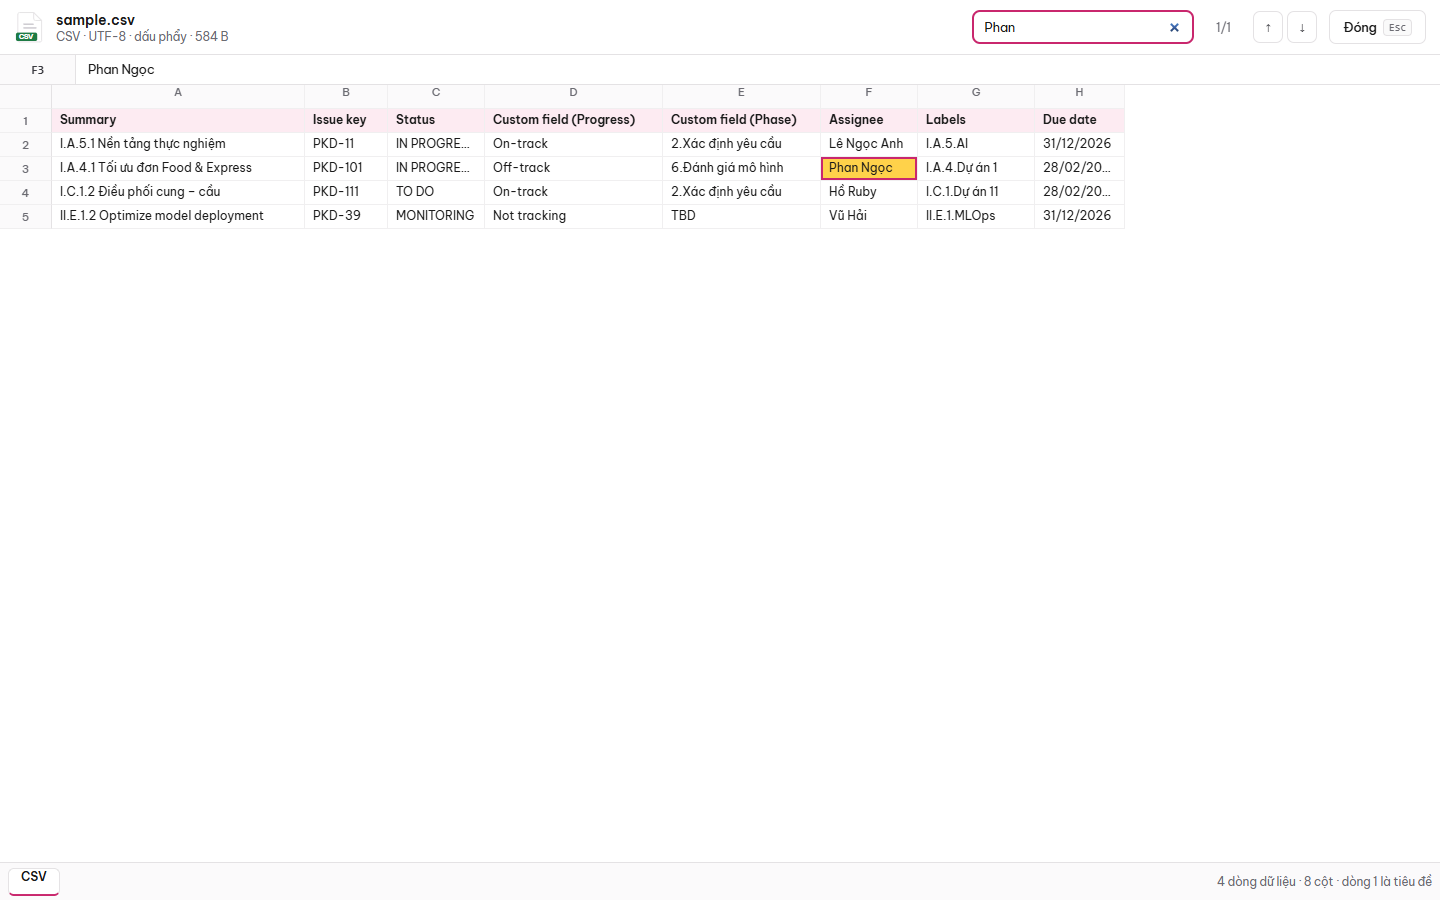 CSV
sample.csv
CSV · UTF-8 · dấu phẩy · 584 B
Phan × 1/1 ↑ ↓ Đóng Esc
F3 Phan Ngọc
A B C D E F G H
1 Summary Issue key Status Custom field (Progress) Custom field (Phase) Assignee Labels Due date
2 I.A.5.1 Nền tảng thực nghiệm PKD-11 IN PROGRE... On-track 2.Xác định yêu cầu Lê Ngọc Anh I.A.5.AI 31/12/2026
3 I.A.4.1 Tối ưu đơn Food & Express PKD-101 IN PROGRE... Off-track 6.Đánh giá mô hình Phan Ngọc I.A.4.Dự án 1 28/02/20...
4 I.C.1.2 Điều phối cung – cầu PKD-111 TO DO On-track 2.Xác định yêu cầu Hồ Ruby I.C.1.Dự án 11 28/02/20...
5 II.E.1.2 Optimize model deployment PKD-39 MONITORING Not tracking TBD Vũ Hải II.E.1.MLOps 31/12/2026
CSV
4 dòng dữ liệu · 8 cột · dòng 1 là tiêu đề